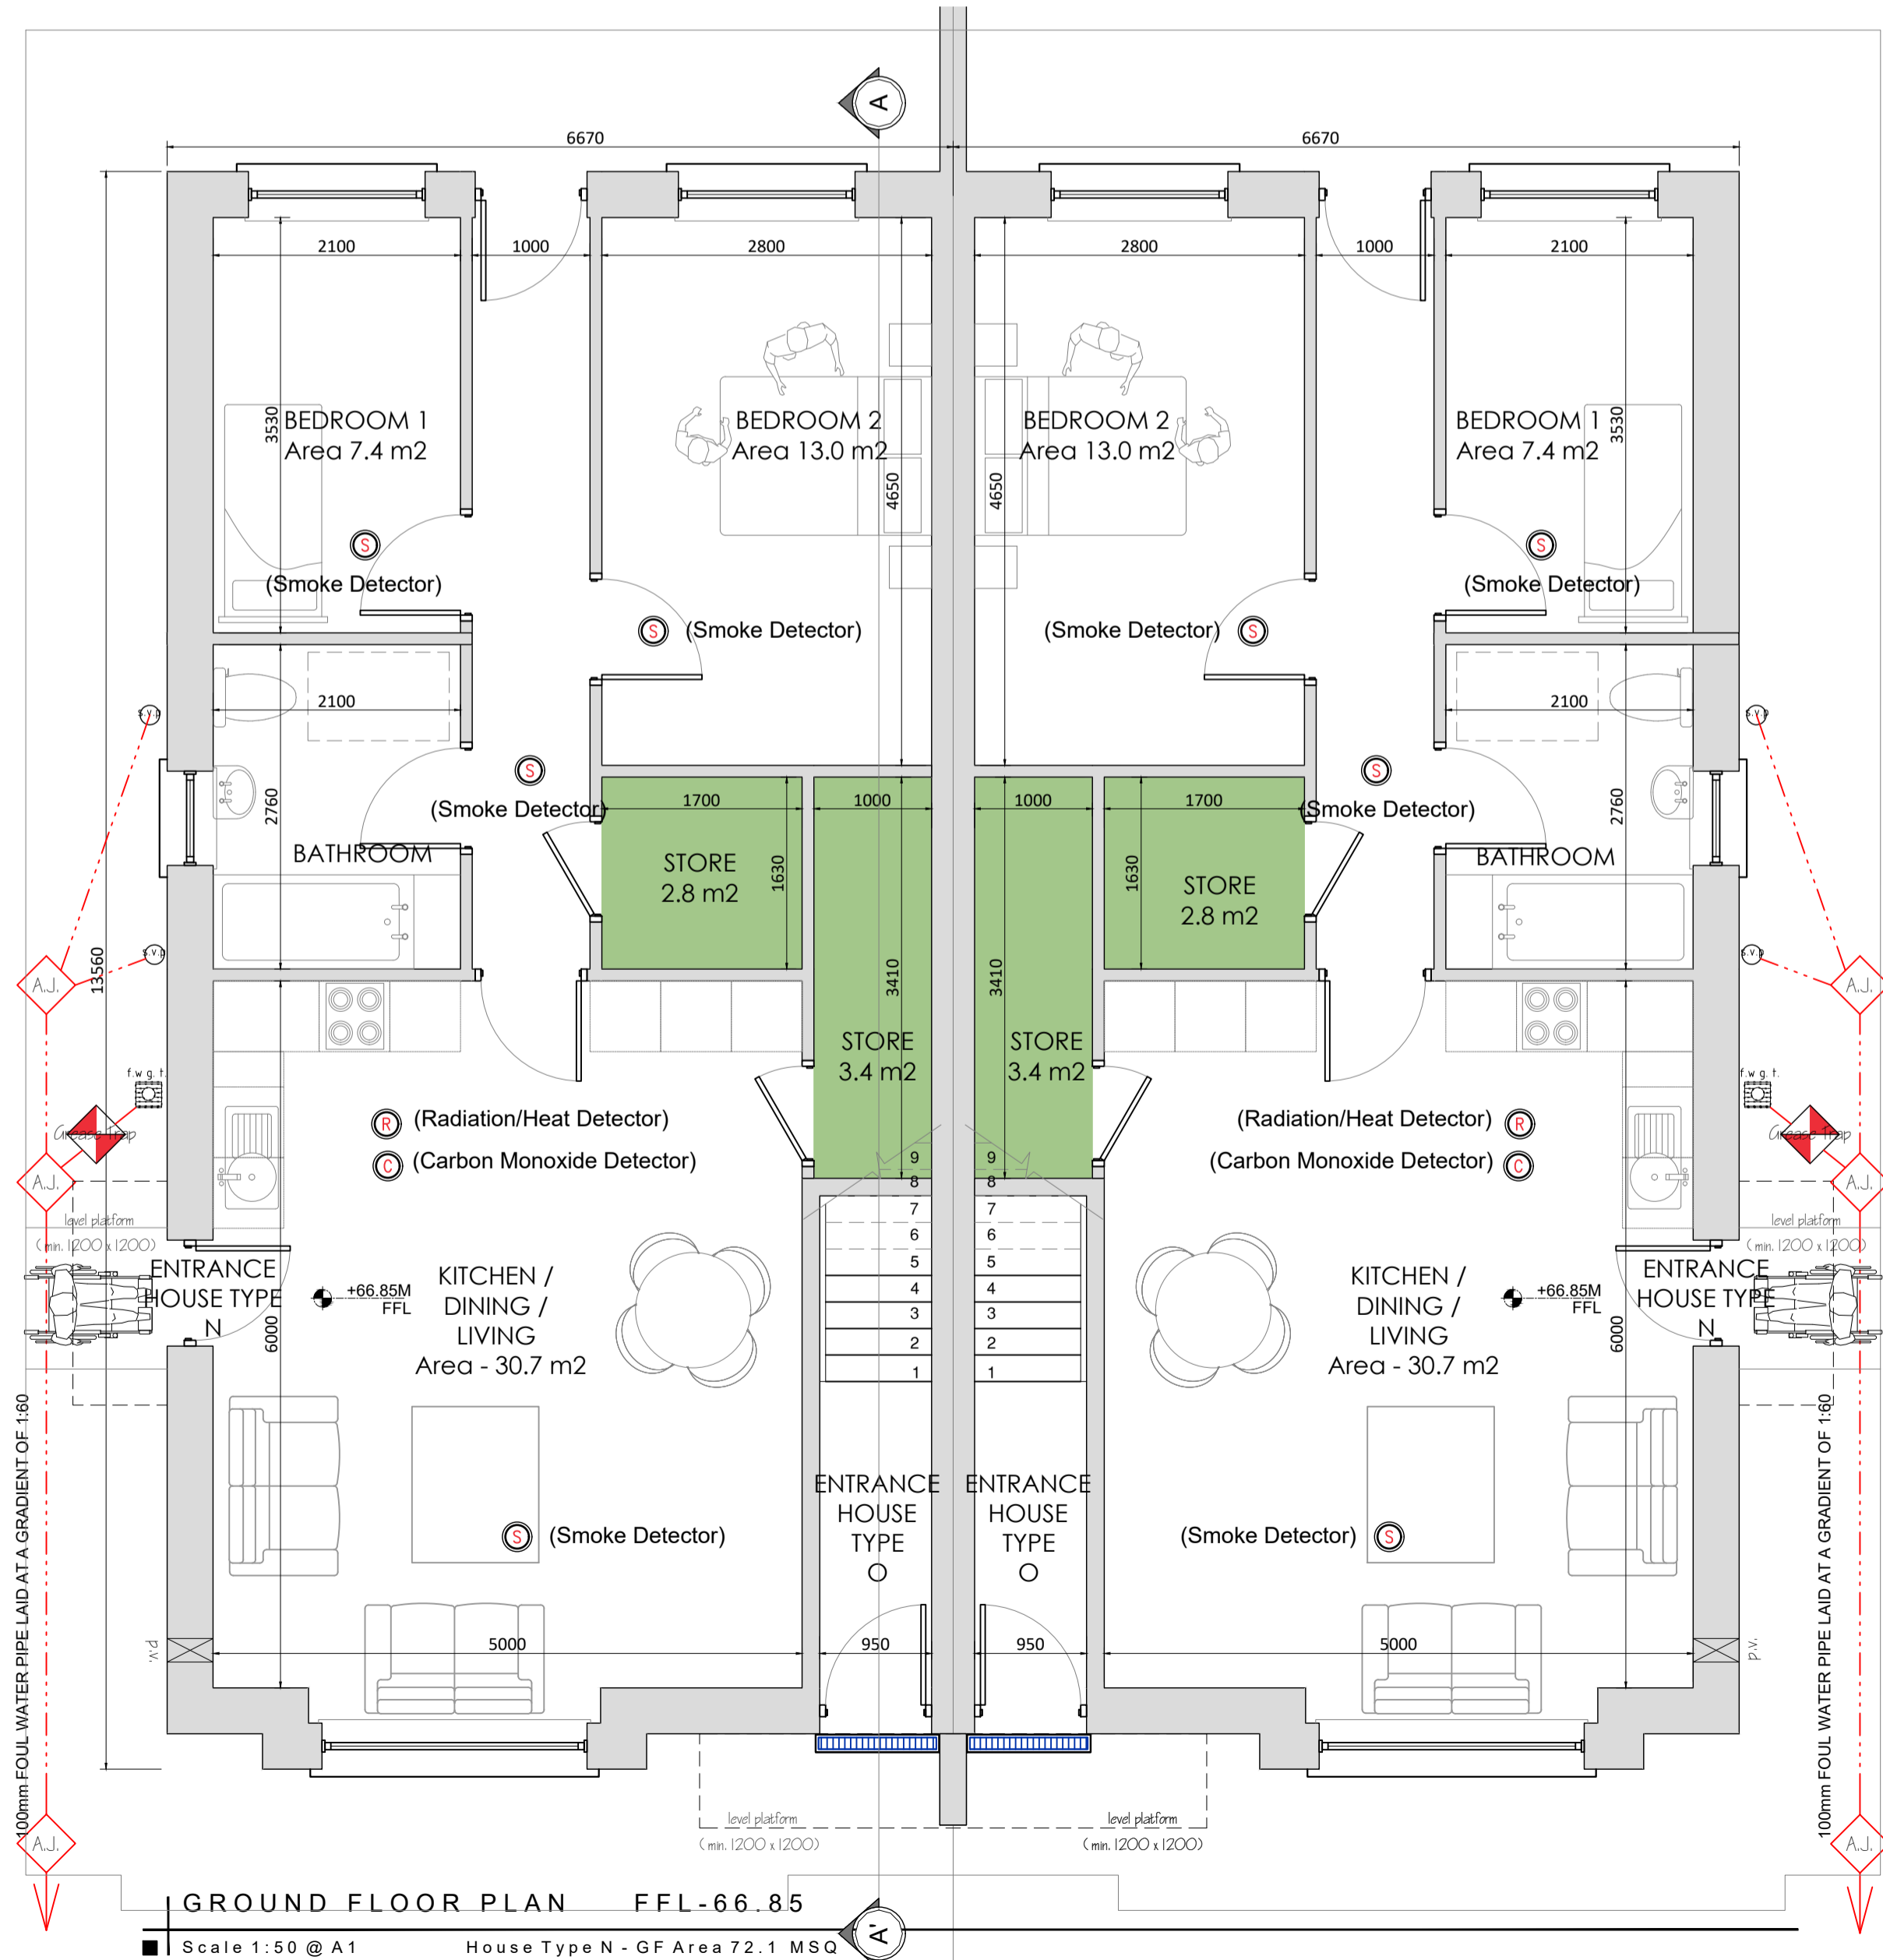 A
6670
6670
2100
1000
2800
2800
1000
2100
3530
BEDROOM 1
Area 7.4 m2
BEDROOM 2
Area 13.0 m2
4650
4650
BEDROOM 2
Area 13.0 m2
BEDROOM 1
Area 7.4 m2
3530
S
(Smoke Detector)
S
(Smoke Detector)
S
(Smoke Detector)
(Smoke Detector)
S
s.v.p
2100
2100
s.v.p
S
(Smoke Detector)
S
(Smoke Detector)
2760
BATHROOM
1700
1000
1000
1700
2760
BATHROOM
STORE
2.8 m2
1630
1630
STORE
2.8 m2
13560
s.v.p
s.v.p
A.J.
A.J.
3410
3410
STORE
3.4 m2
STORE
3.4 m2
f.w g. t.
f.w g. t.
Grease Trap
Grease Trap
R
(Radiation/Heat Detector)
(Radiation/Heat Detector)
R
C
(Carbon Monoxide Detector)
(Carbon Monoxide Detector)
C
A.J.
A.J.
9
9
8
8
7
7
6
6
5
5
4
4
3
3
2
2
1
1
level platform
(min. 1200 x 1200)
level platform
(min. 1200 x 1200)
ENTRANCE
HOUSE TYPE
N
+66.85M
FFL
KITCHEN /
DINING /
LIVING
Area - 30.7 m2
6000
KITCHEN /
DINING /
LIVING
Area - 30.7 m2
+66.85M
FFL
ENTRANCE
HOUSE TYPE
N
6000
100mm FOUL WATER PIPE LAID AT A GRADIENT OF 1:60
100mm FOUL WATER PIPE LAID AT A GRADIENT OF 1:60
ENTRANCE
HOUSE
TYPE
O
ENTRANCE
HOUSE
TYPE
O
S
(Smoke Detector)
(Smoke Detector)
S
p.v.
5000
950
950
5000
p.v.
level platform
(min. 1200 x 1200)
level platform
(min. 1200 x 1200)
A.J.
A.J.
GROUND FLOOR PLAN FFL-66.85
A'
Scale 1:50 @ A1 House Type N - GF Area 72.1 MSQ